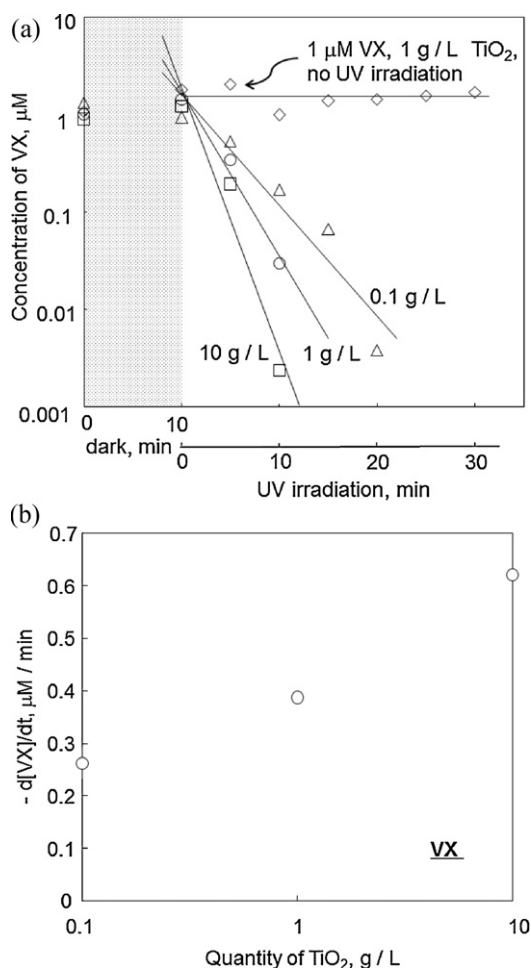 (a)
10
1
0.1
0.01
0.001
Concentration of VX, μM
1 μM VX, 1 g / L TiO₂,
no UV irradiation
0.1 g / L
1 g / L
10 g / L
0
10
dark, min
0
10
20
30
UV irradiation, min
(b)
0.7
0.6
0.5
0.4
0.3
0.2
0.1
0
- d[VX]/dt, μM / min
VX
0.1
1
10
Quantity of TiO₂, g / L